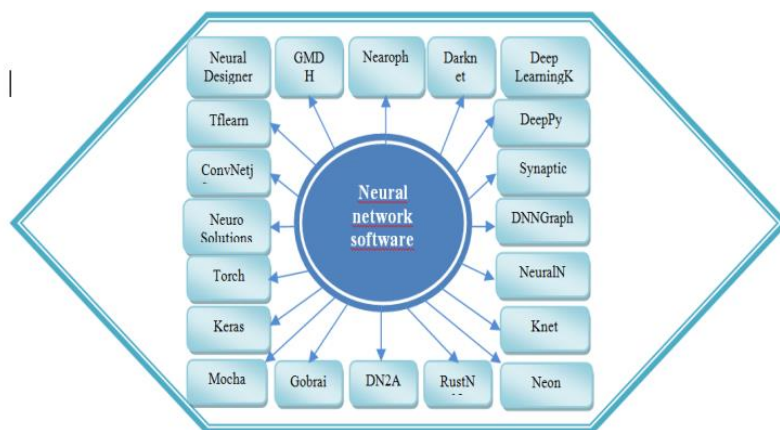 Neural
Designer
GMD
H
Nearoph
Darkn
et
Deep
LearningK
Tflearn
DeepPy
ConvNetj
Synaptic
Neural
network
software
Neuro
Solutions
DNNGraph
Torch
NeuralN
Keras
Knet
Mocha
Gobrai
DN2A
RustN
Neon